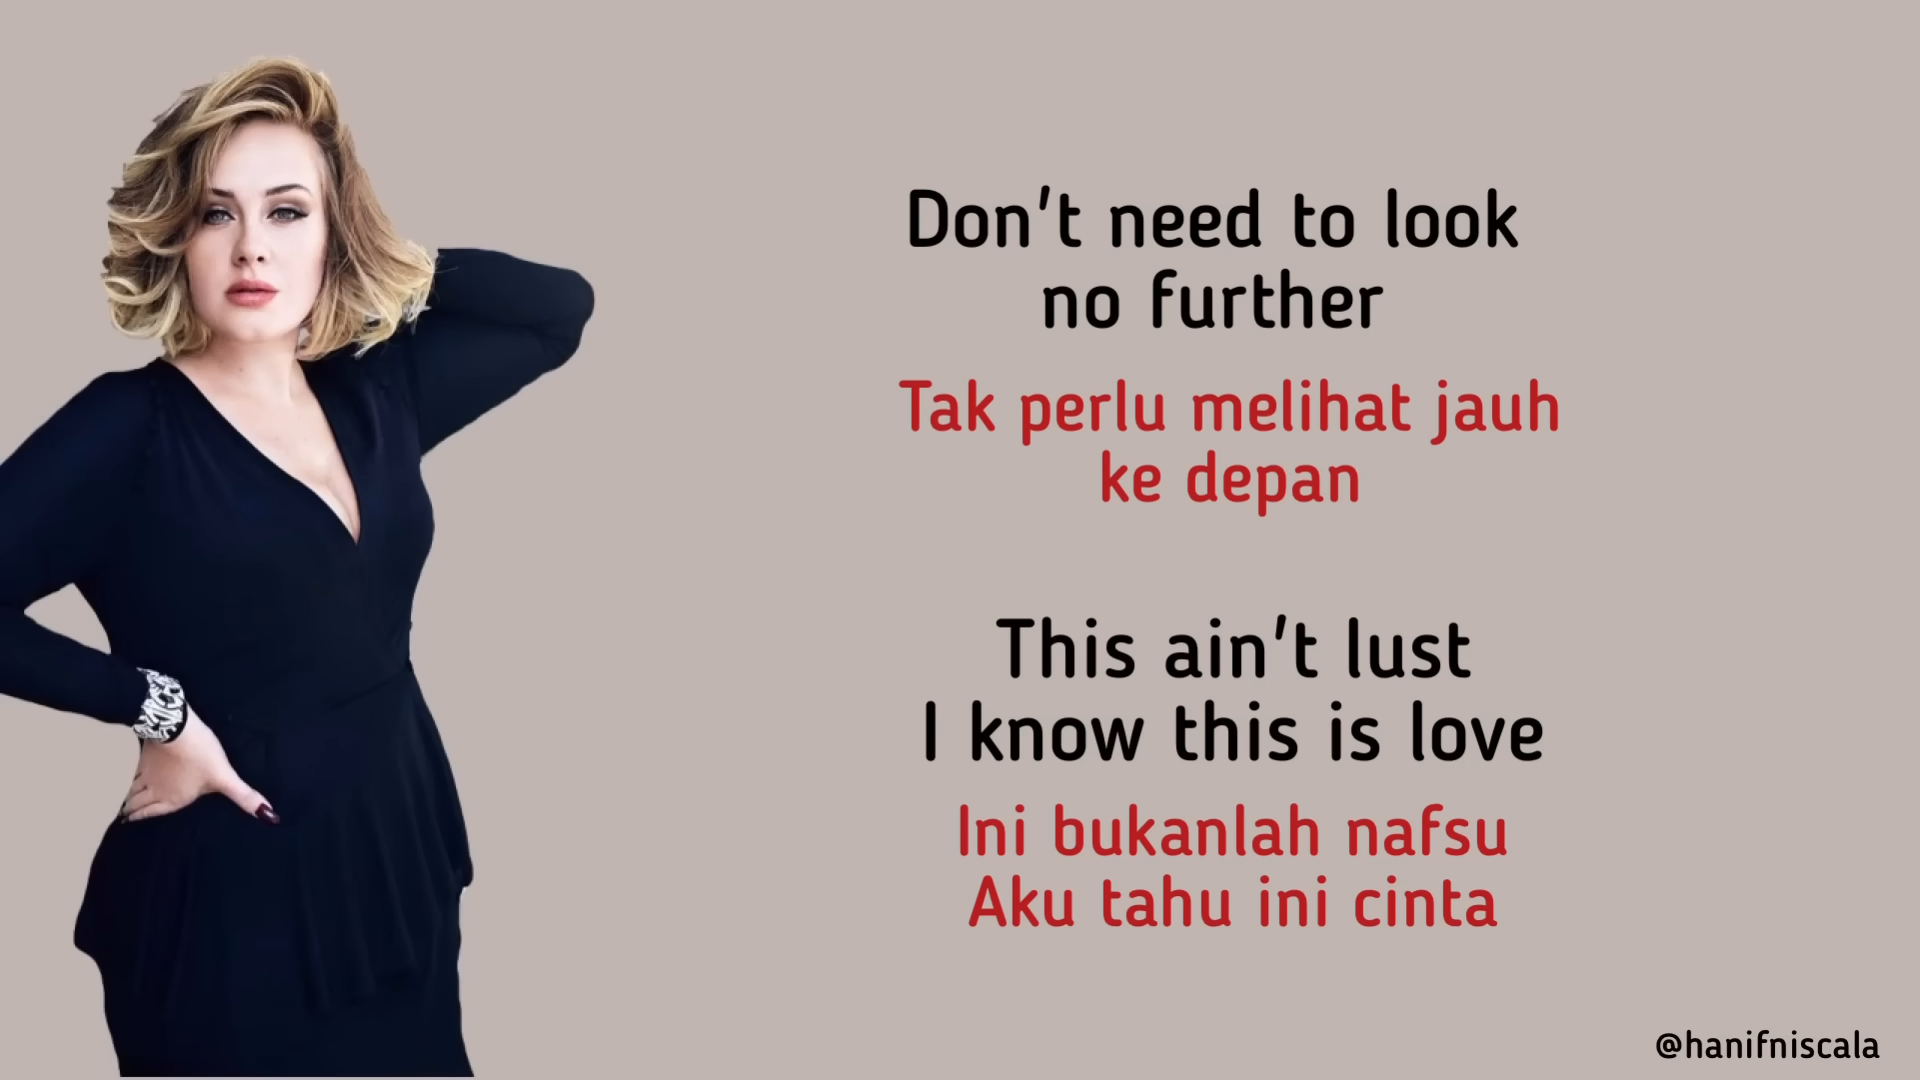 Don't need to look
no further
Tak perlu melihat jauh
ke depan
This ain't lust
I know this is love
Ini bukanlah nafsu
Aku tahu ini cinta
@hanifniscala